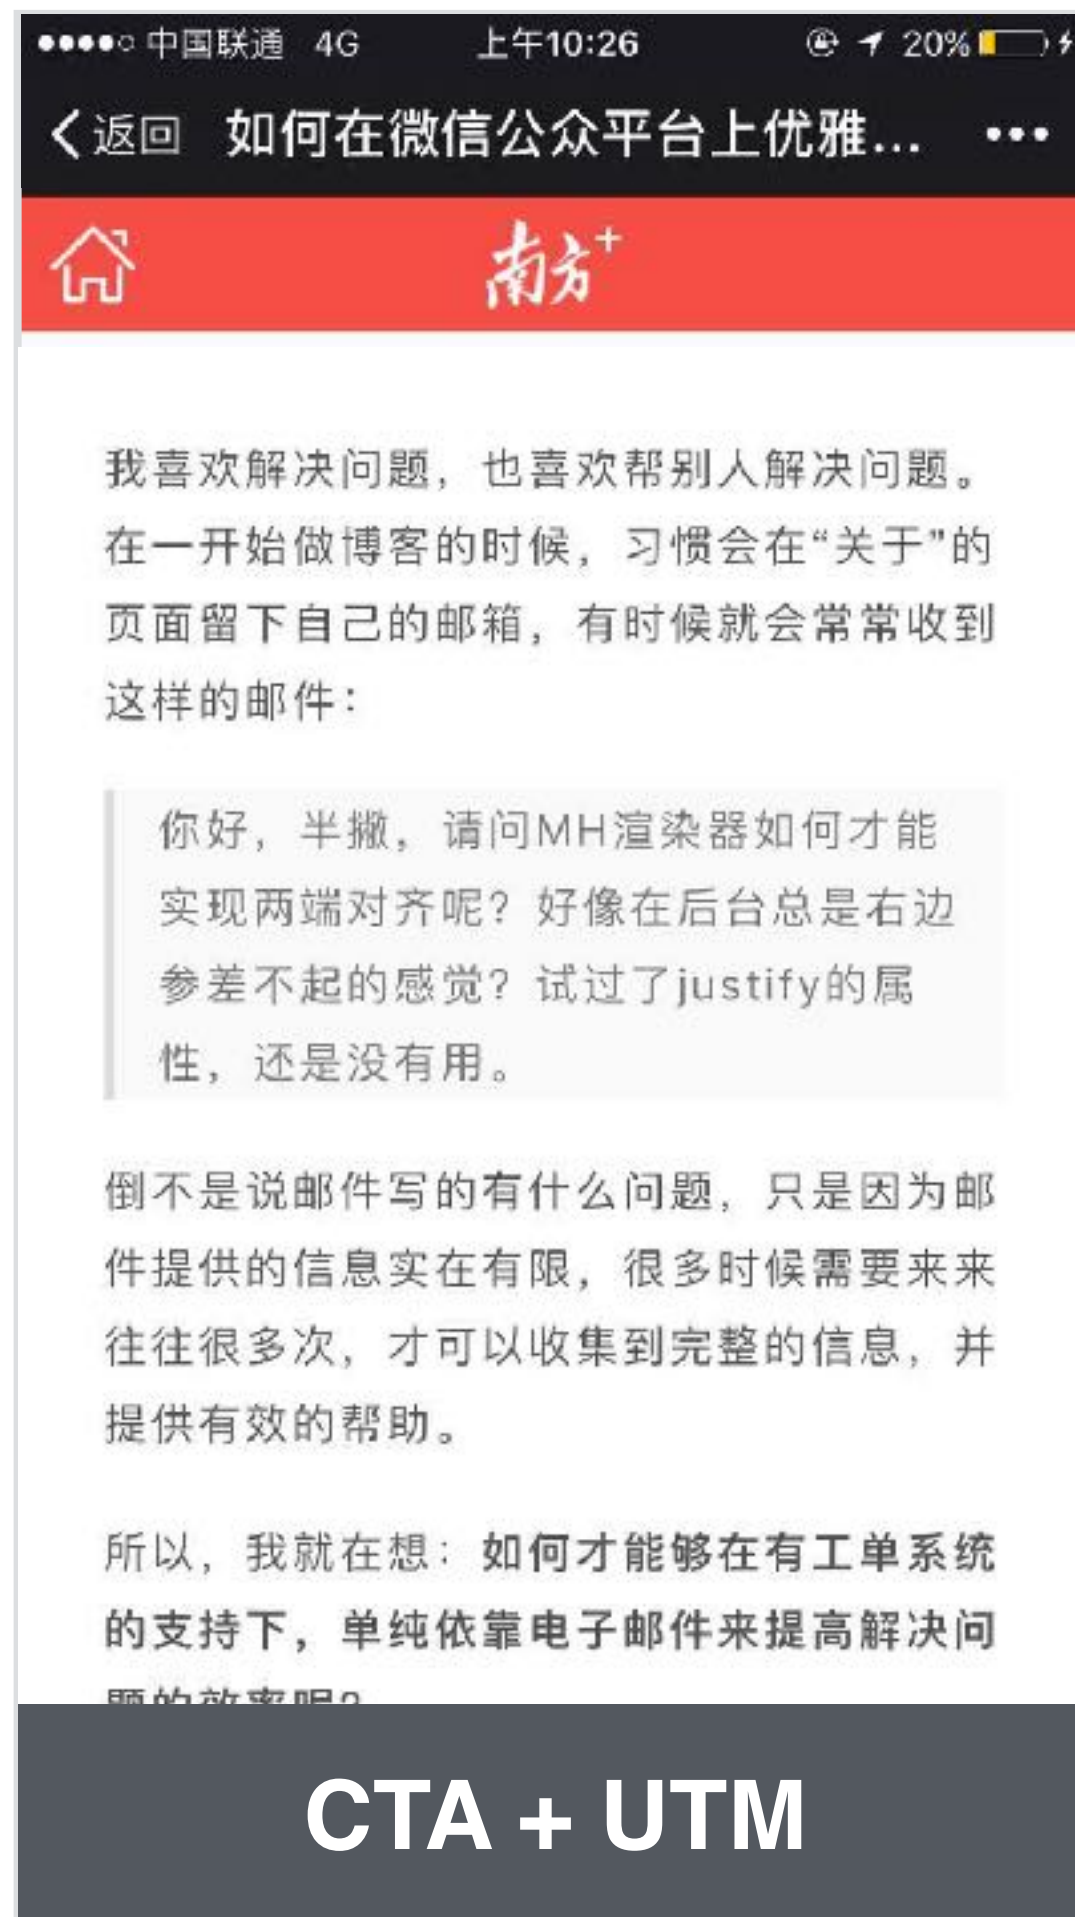 中国联通 4G 上午10:26 20%
返回 如何在微信公众平台上优雅...
南方+
我喜欢解决问题，也喜欢帮别人解决问题。
在一开始做博客的时候，习惯会在“关于”的
页面留下自己的邮箱，有时候就会常常收到
这样的邮件：
你好，半撇，请问MH渲染器如何才能
实现两端对齐呢？好像在后台总是右边
参差不起的感觉？试过了justify的属
性，还是没有用。
倒不是说邮件写的有什么问题，只是因为邮
件提供的信息实在有限，很多时候需要来来
往往很多次，才可以收集到完整的信息，并
提供有效的帮助。
所以，我就在想：如何才能够在有工单系统
的支持下，单纯依靠电子邮件来提高解决问
题的效率呢？
CTA + UTM